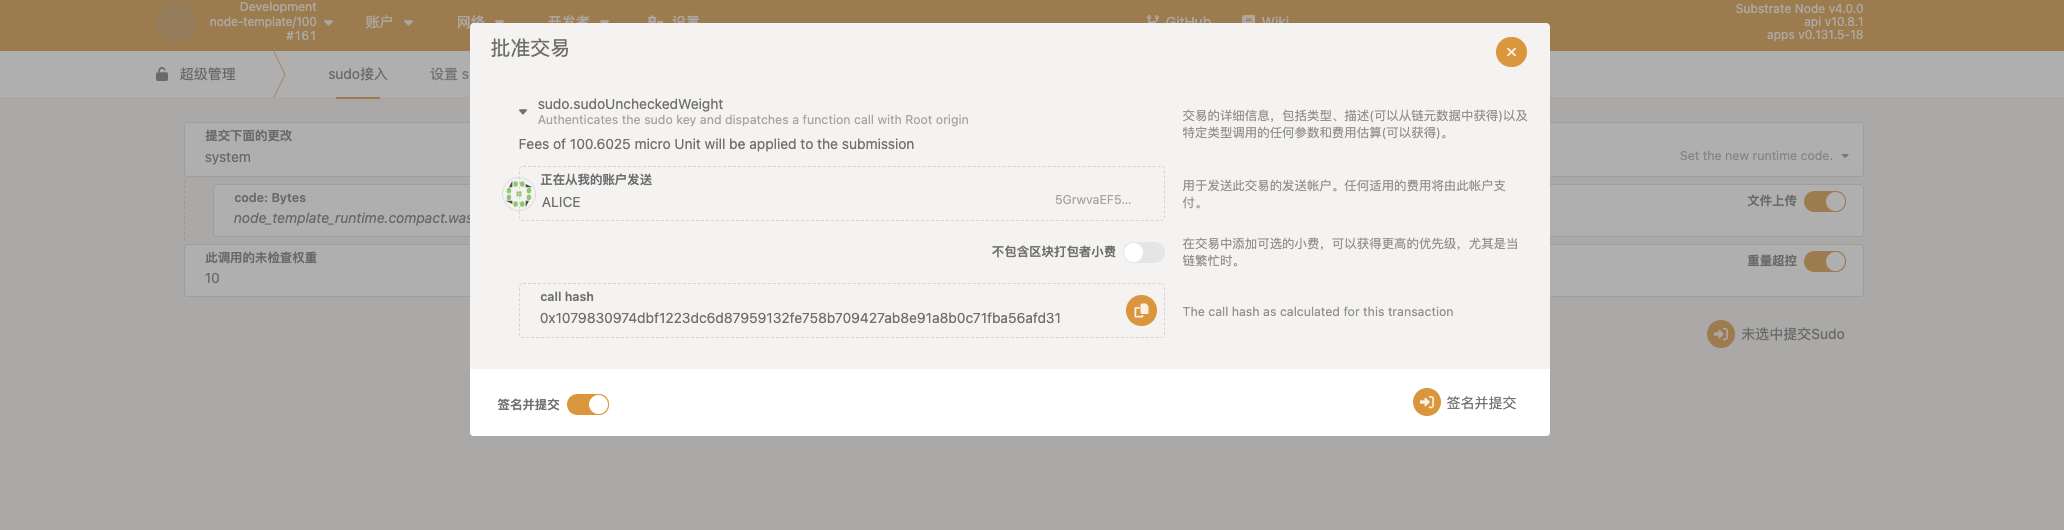 Development
node-template/100
#161
账户
网络
开发者
设置
GitHub
Wiki
Substrate Node v4.0.0
api v10.8.1
apps v0.131.5-18
超级管理
sudo接入
设置 s
提交下面的更改
system
Set the new runtime code.
code: Bytes
node_template_runtime.compact.was
文件上传
此调用的未检查权重
10
重量超控
未选中提交Sudo
批准交易
sudo.sudoUncheckedWeight
Authenticates the sudo key and dispatches a function call with Root origin
Fees of 100.6025 micro Unit will be applied to the submission
交易的详细信息，包括类型、描述(可以从链元数据中获得)以及
特定类型调用的任何参数和费用估算(可以获得)。
正在从我的账户发送
ALICE
5GrwvaEF5...
用于发送此交易的发送帐户。任何适用的费用将由此帐户支
付。
不包含区块打包者小费
在交易中添加可选的小费，可以获得更高的优先级，尤其是当
链繁忙时。
call hash
0x1079830974dbf1223dc6d87959132fe758b709427ab8e91a8b0c71fba56afd31
The call hash as calculated for this transaction
签名并提交
签名并提交